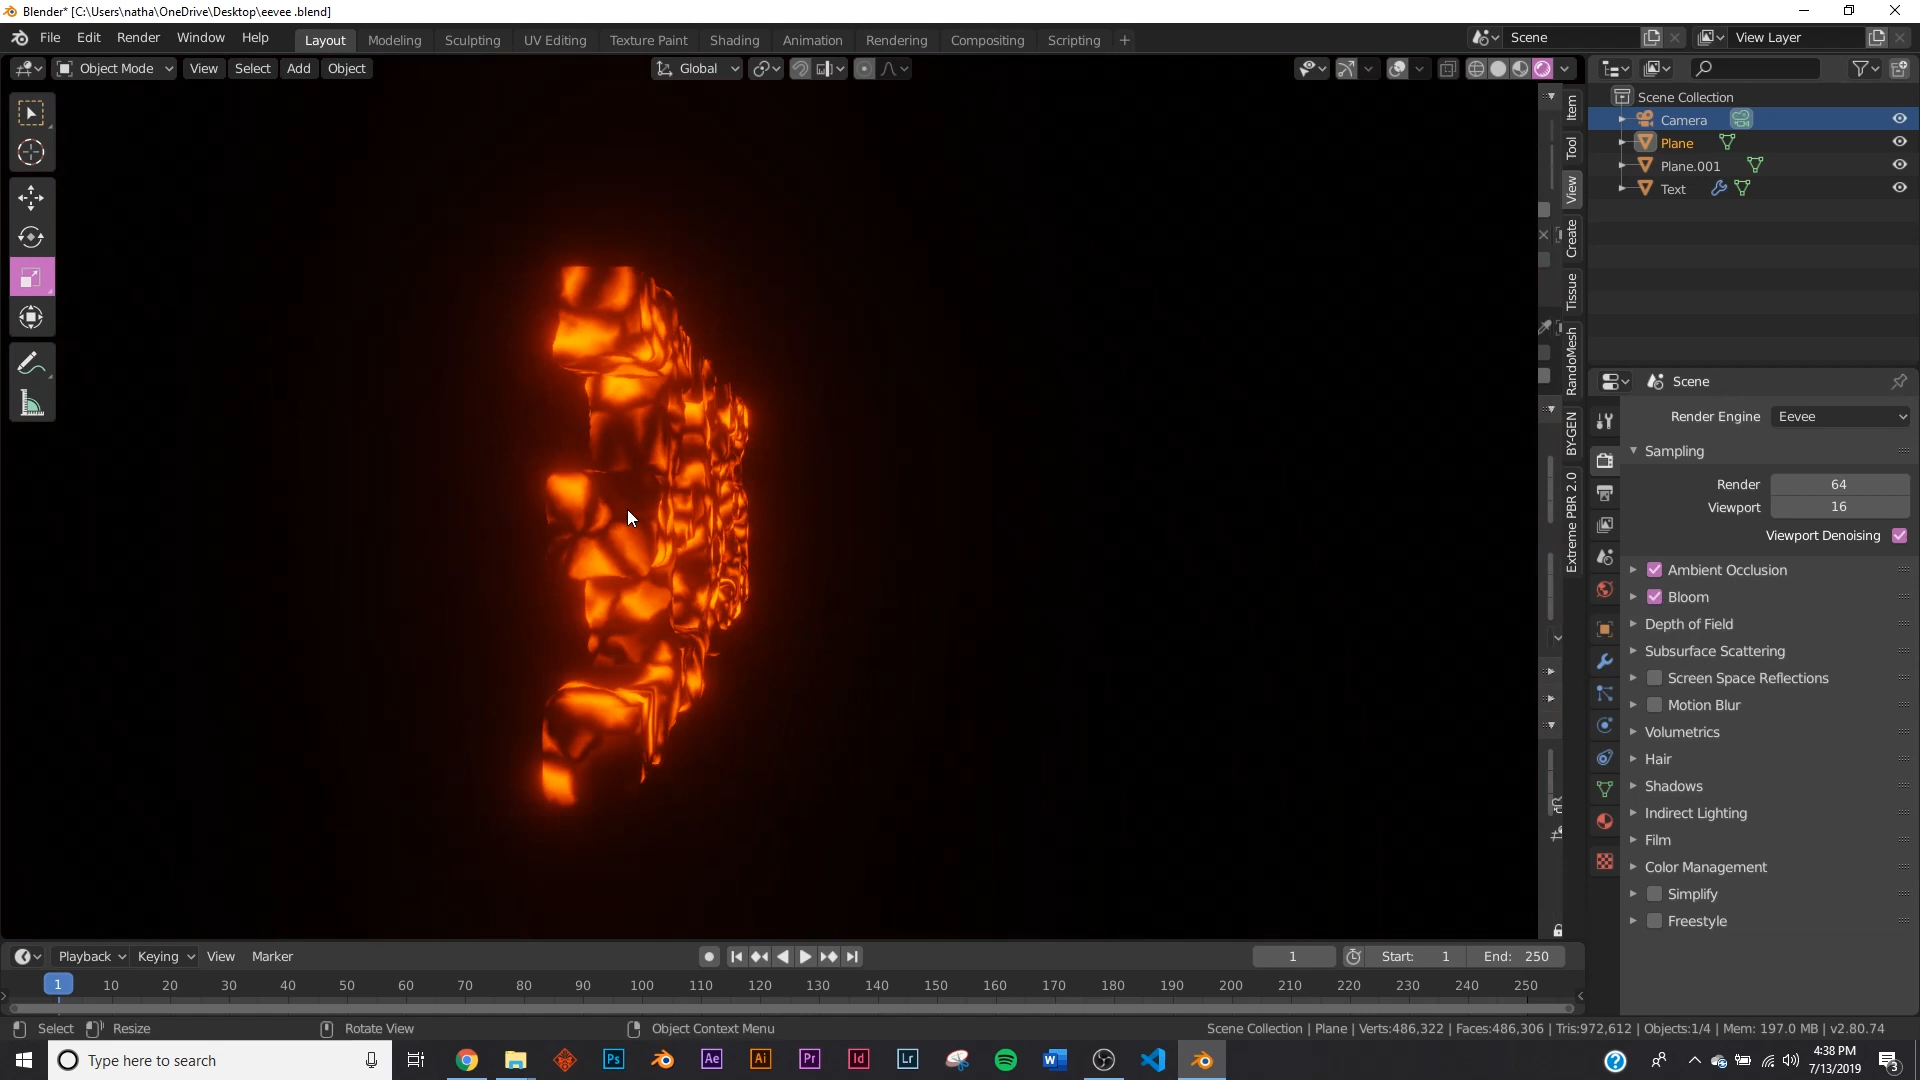 Blender* [C:\Users\natha\OneDrive\Desktop\eevee .blend]
File Edit Render Window Help Layout Modeling Sculpting UV Editing Texture Paint Shading Animation Rendering Compositing Scripting + Scene View Layer
Object Mode View Select Add Object Global
Item
Tool
View
Create
Tissue
RandoMesh
BY-GEN
Extreme PBR 2.0
Scene Collection
Camera
Plane
Plane.001
Text
Scene
Render Engine Eevee
Sampling
Render 64
Viewport 16
Viewport Denoising
Ambient Occlusion
Bloom
Depth of Field
Subsurface Scattering
Screen Space Reflections
Motion Blur
Volumetrics
Hair
Shadows
Indirect Lighting
Film
Color Management
Simplify
Freestyle
Playback Keying View Marker 1 Start: 1 End: 250
1 10 20 30 40 50 60 70 80 90 100 110 120 130 140 150 160 170 180 190 200 210 220 230 240 250
Select Resize Rotate View Object Context Menu Scene Collection | Plane | Verts:486,322 | Faces:486,306 | Tris:972,612 | Objects:1/4 | Mem: 197.0 MB | v2.80.74
Type here to search Ps Ae Ai Pr Id Lr 4:38 PM
7/13/2019 3